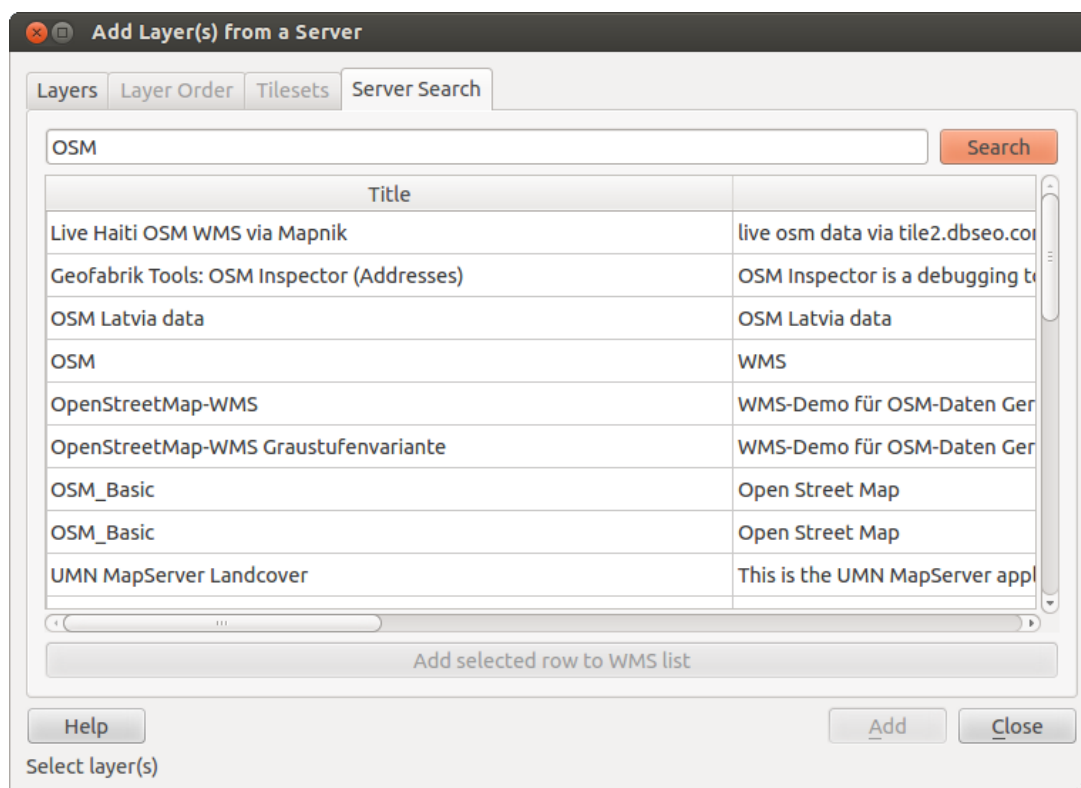 Add Layer(s) from a Server
Layers Layer Order Tilesets Server Search
OSM Search
Title
Live Haiti OSM WMS via Mapnik live osm data via tile2.dbseo.co
Geofabrik Tools: OSM Inspector (Addresses) OSM Inspector is a debugging t
OSM Latvia data OSM Latvia data
OSM WMS
OpenStreetMap-WMS WMS-Demo für OSM-Daten Ger
OpenStreetMap-WMS Graustufenvariante WMS-Demo für OSM-Daten Ger
OSM_Basic Open Street Map
OSM_Basic Open Street Map
UMN MapServer Landcover This is the UMN MapServer appl
Add selected row to WMS list
Help Add Close
Select layer(s)